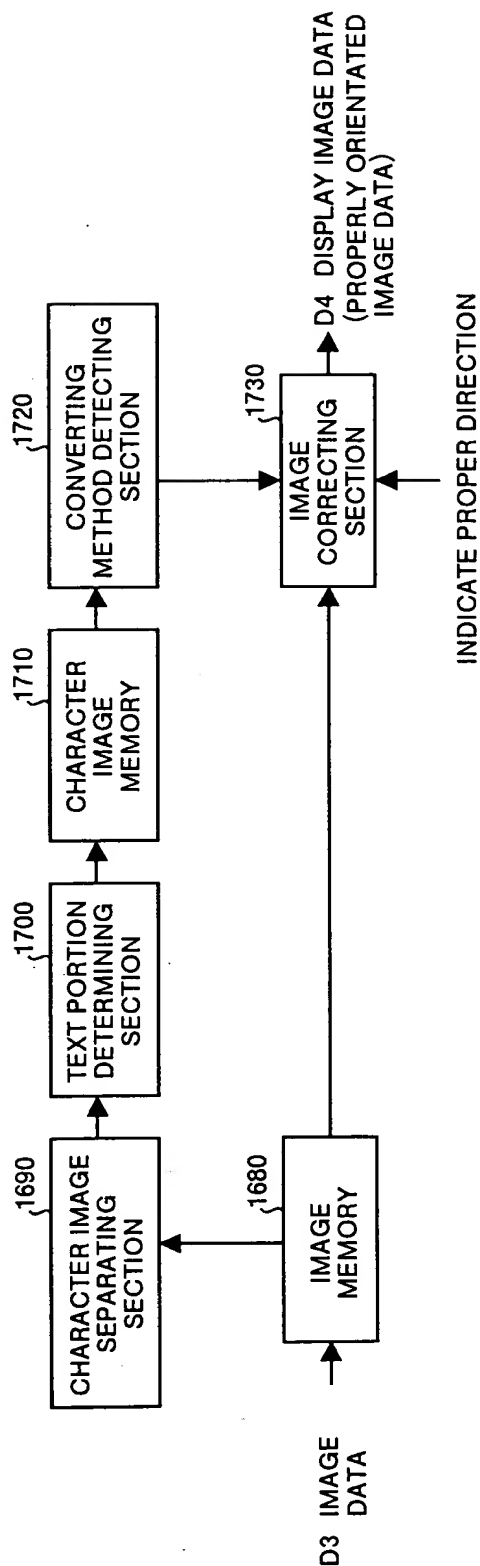 1690
CHARACTER IMAGE
SEPARATING
SECTION
1700
TEXT PORTION
DETERMINING
SECTION
1710
CHARACTER
IMAGE
MEMORY
1720
CONVERTING
METHOD DETECTING
SECTION
D3 IMAGE
DATA
1680
IMAGE
MEMORY
1730
IMAGE
CORRECTING
SECTION
D4 DISPLAY IMAGE DATA
(PROPERLY ORIENTATED
IMAGE DATA)
INDICATE PROPER DIRECTION